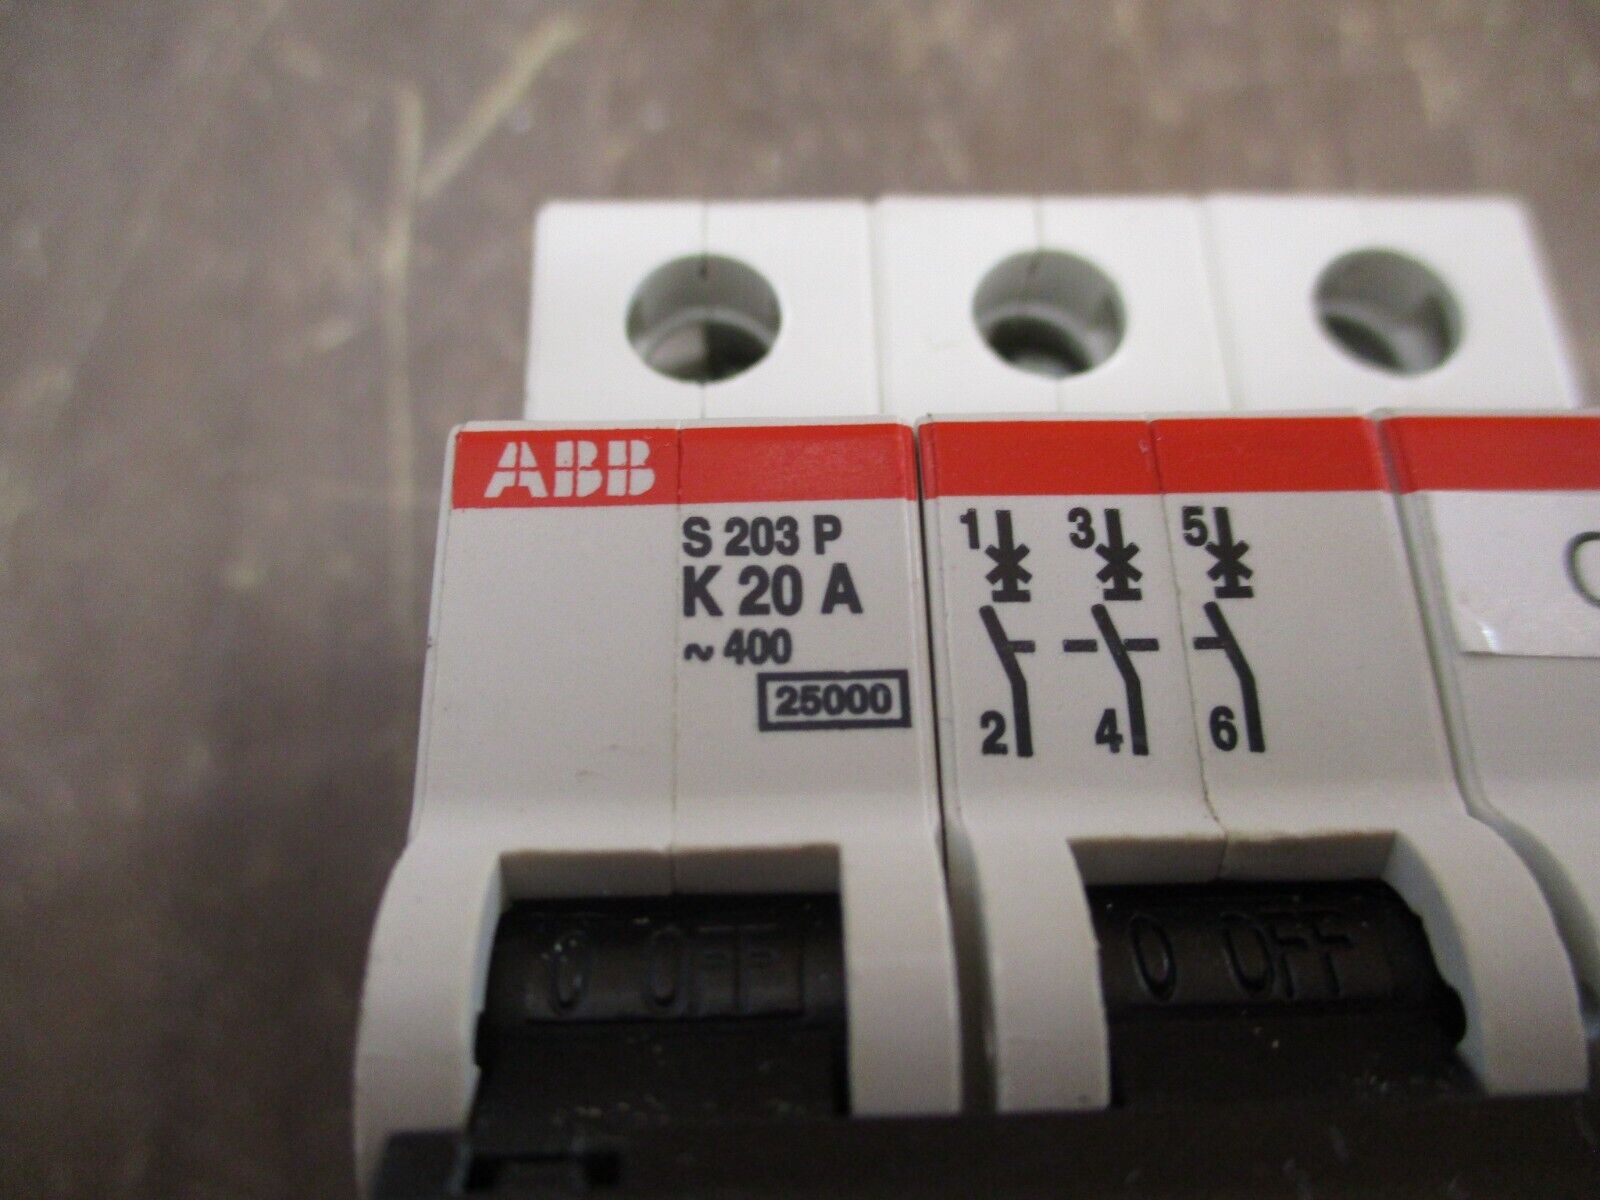 ABB
S 203 P
K 20 A
~ 400
25000
1 3 5
2 4 6
0 OFF
0 OFF